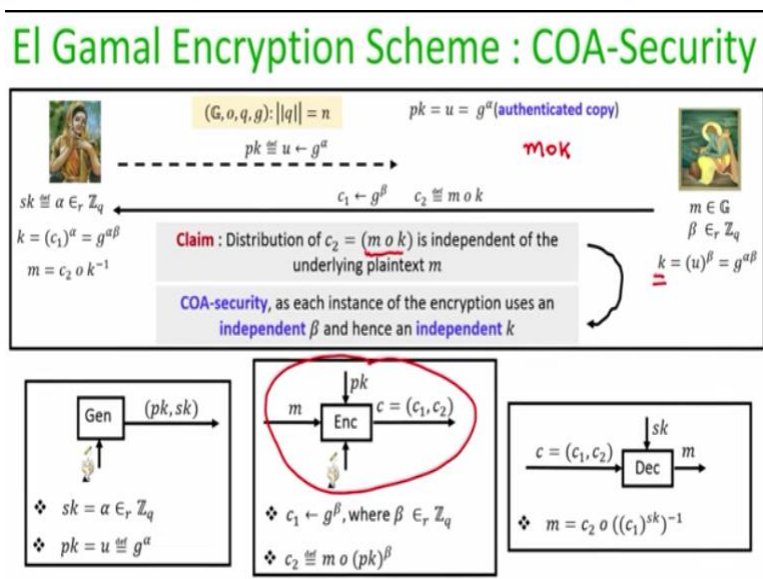 El Gamal Encryption Scheme : COA-Security
(𝔾, o, q, g): ||q|| = n
pk = u = g^α (authenticated copy)
pk ≝ u ← g^α
mok
sk ≝ α ∈_r ℤ_q
c₁ ← g^β c₂ ≝ m o k
m ∈ 𝔾
k = (c₁)^α = g^{αβ}
β ∈_r ℤ_q
m = c₂ o k⁻¹
k = (u)^β = g^{αβ}
Claim : Distribution of c₂ = (m o k) is independent of the
underlying plaintext m
COA-security, as each instance of the encryption uses an
independent β and hence an independent k
Gen
(pk, sk)
❖ sk = α ∈_r ℤ_q
❖ pk = u ≝ g^α
pk
m
Enc
c = (c₁, c₂)
❖ c₁ ← g^β, where β ∈_r ℤ_q
❖ c₂ ≝ m o (pk)^β
sk
c = (c₁, c₂)
Dec
m
❖ m = c₂ o ((c₁)^{sk})⁻¹